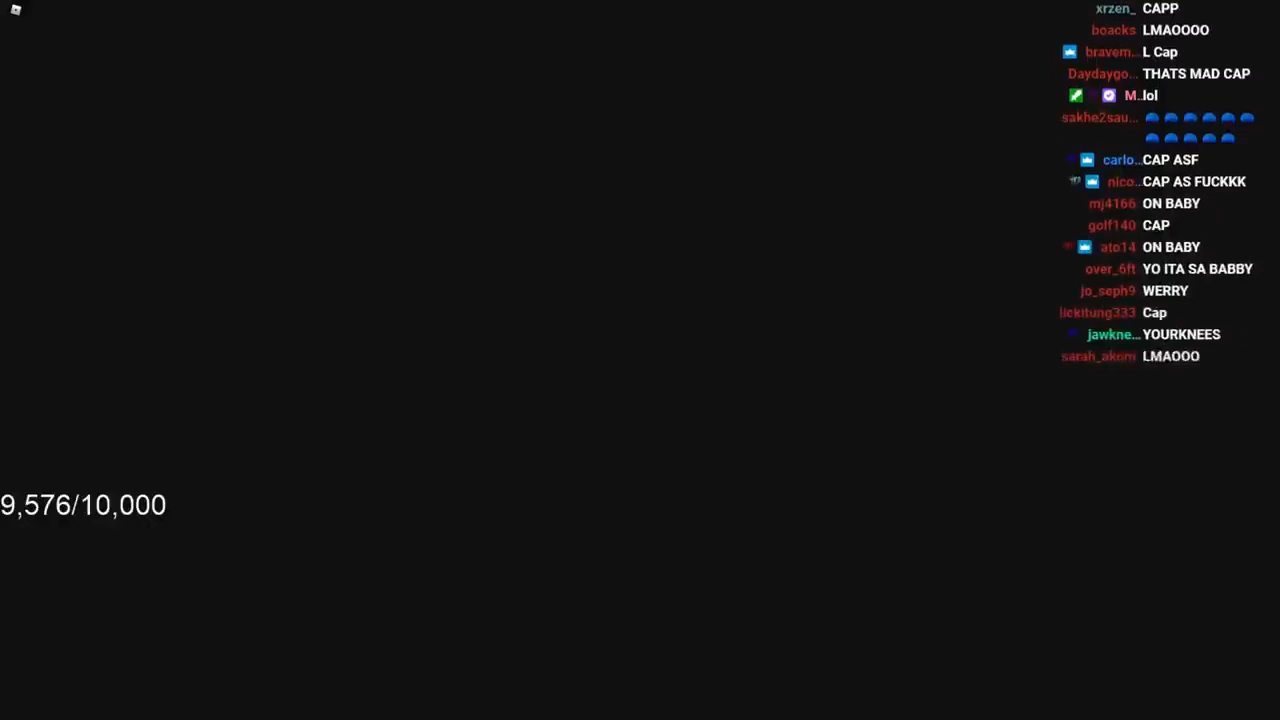 xrzen_ CAPP
boacks LMAOOOO
bravem… L Cap
Daydaygo… THATS MAD CAP
M… lol
sakhe2sau…
carlo… CAP ASF
nico… CAP AS FUCKKK
mj4166 ON BABY
golf140 CAP
ato14 ON BABY
over_6ft YO ITA SA BABBY
jo_seph9 WERRY
lickitung333 Cap
jawkne… YOURKNEES
sarah_akom LMAOOO
9,576/10,000